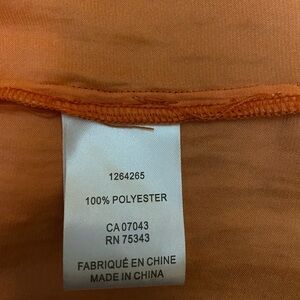 1264265
100% POLYESTER
CA 07043
RN 75343
FABRIQUÉ EN CHINE
MADE IN CHINA